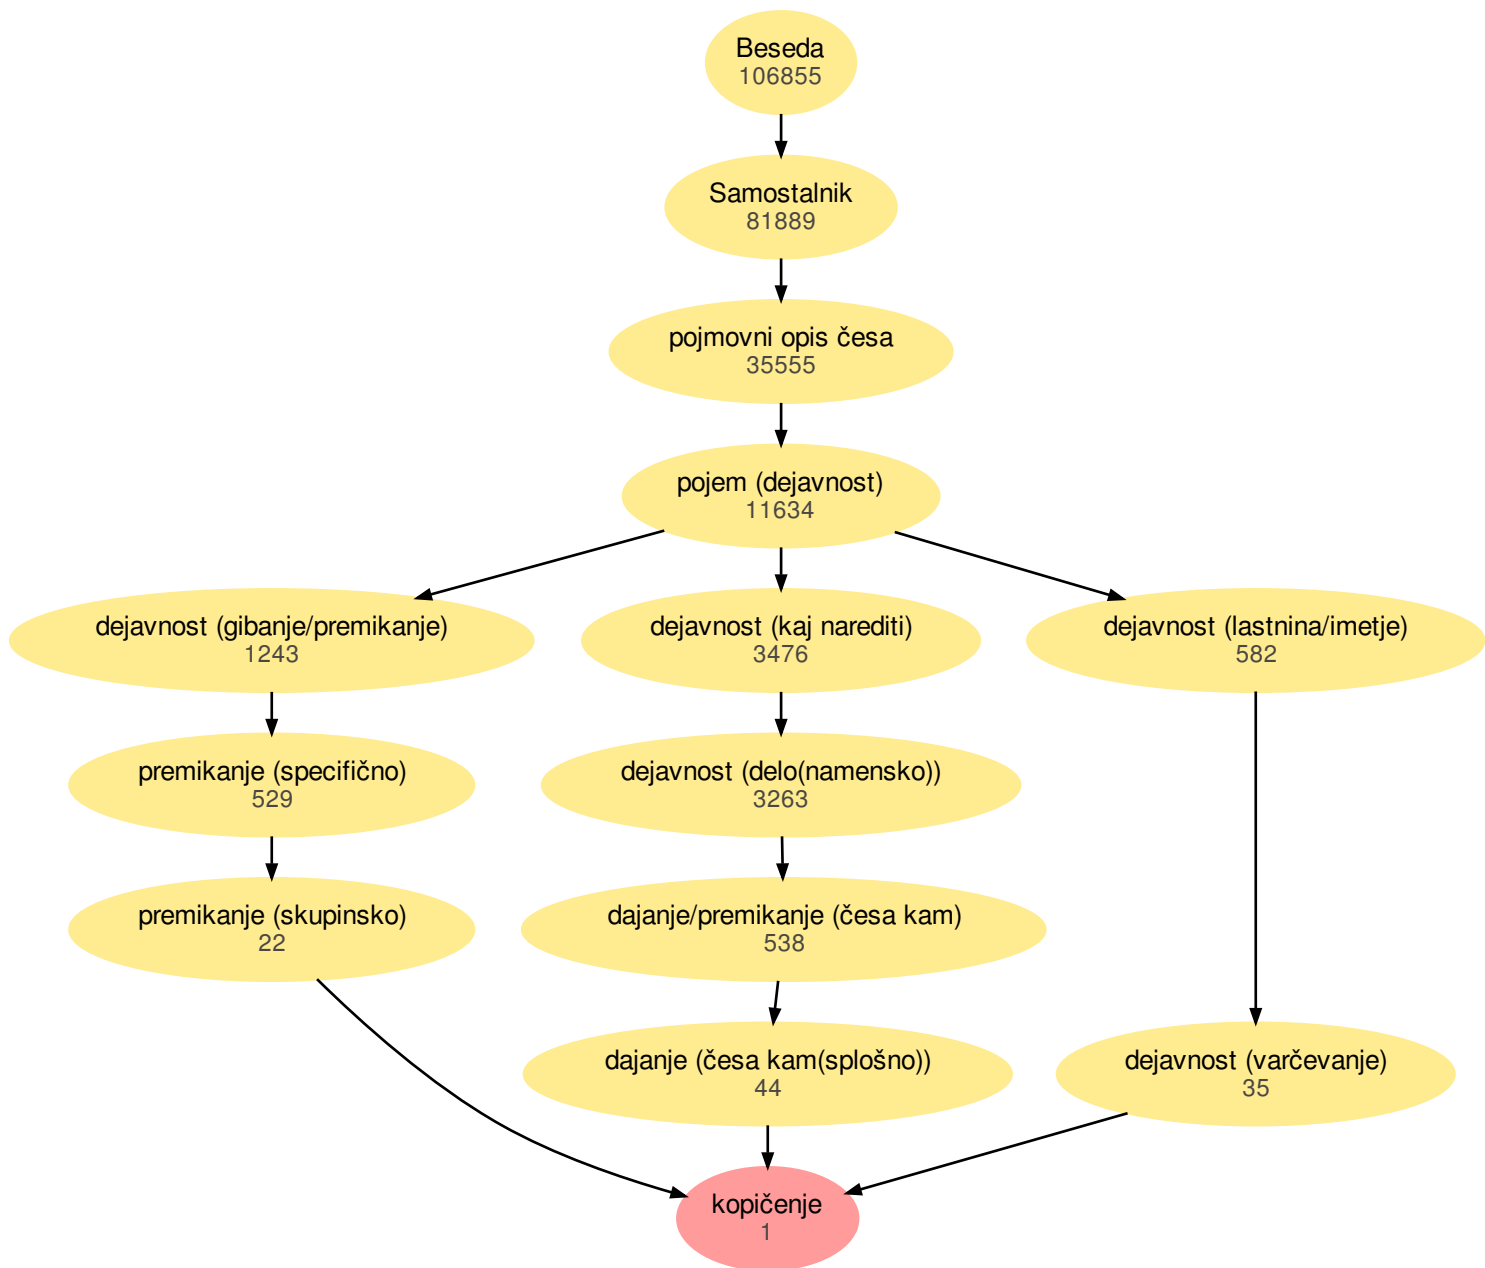 Beseda
106855
Samostalnik
81889
pojmovni opis česa
35555
pojem (dejavnost)
11634
dejavnost (gibanje/premikanje)
1243
dejavnost (kaj narediti)
3476
dejavnost (lastnina/imetje)
582
premikanje (specifično)
529
dejavnost (delo(namensko))
3263
premikanje (skupinsko)
22
dajanje/premikanje (česa kam)
538
dajanje (česa kam(splošno))
44
dejavnost (varčevanje)
35
kopičenje
1